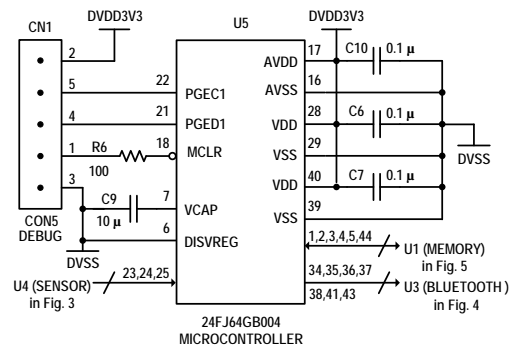 CN1
DVDD3V3
U5
DVDD3V3
2
22
PGEC1
5
21
PGED1
4
R6
18
MCLR
1
100
3
C9
7
VCAP
10 μ
6
DISVREG
CON5
DEBUG
DVSS
U4 (SENSOR)
in Fig. 3
23,24,25
17
AVDD
C10
0.1 μ
16
AVSS
28
VDD
C6
0.1 μ
29
VSS
DVSS
40
VDD
C7
0.1 μ
39
VSS
1,2,3,4,5,44
U1 (MEMORY)
in Fig. 5
34,35,36,37
U3 (BLUETOOTH )
38,41,43
in Fig. 4
24FJ64GB004
MICROCONTROLLER